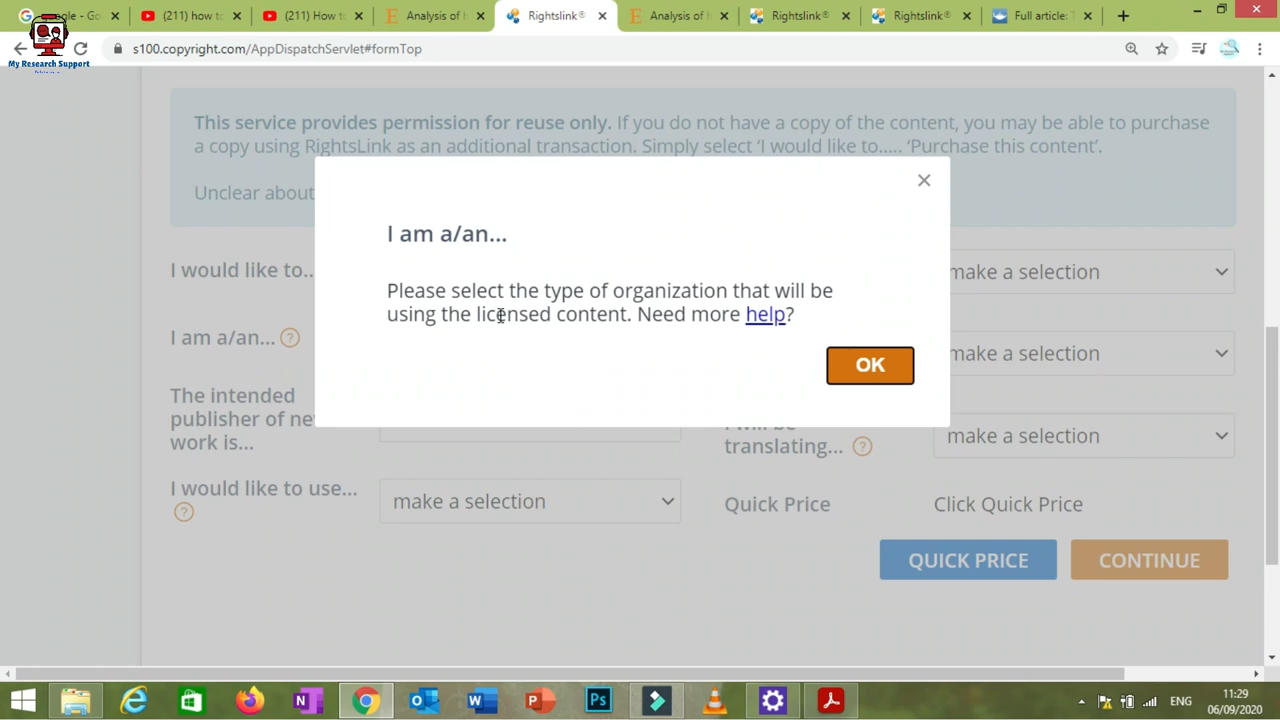 Google - Go
(211) how to
(211) How to
Analysis of
Rightslink®
Analysis of h
Rightslink®
Rightslink®
Full article:
s100.copyright.com/AppDispatchServlet#formTop
My Research Support
This service provides permission for reuse only. If you do not have a copy of the content, you may be able to purchase
a copy using RightsLink as an additional transaction. Simply select 'I would like to..... 'Purchase this content'.
Unclear about
I am a/an...
Please select the type of organization that will be
using the licensed content. Need more help?
OK
I would like to..
make a selection
I am a/an... ?
make a selection
The intended
publisher of ne
work is...
translating... ?
make a selection
I would like to use...
?
make a selection
Quick Price
Click Quick Price
QUICK PRICE
CONTINUE
ENG
11:29
06/09/2020